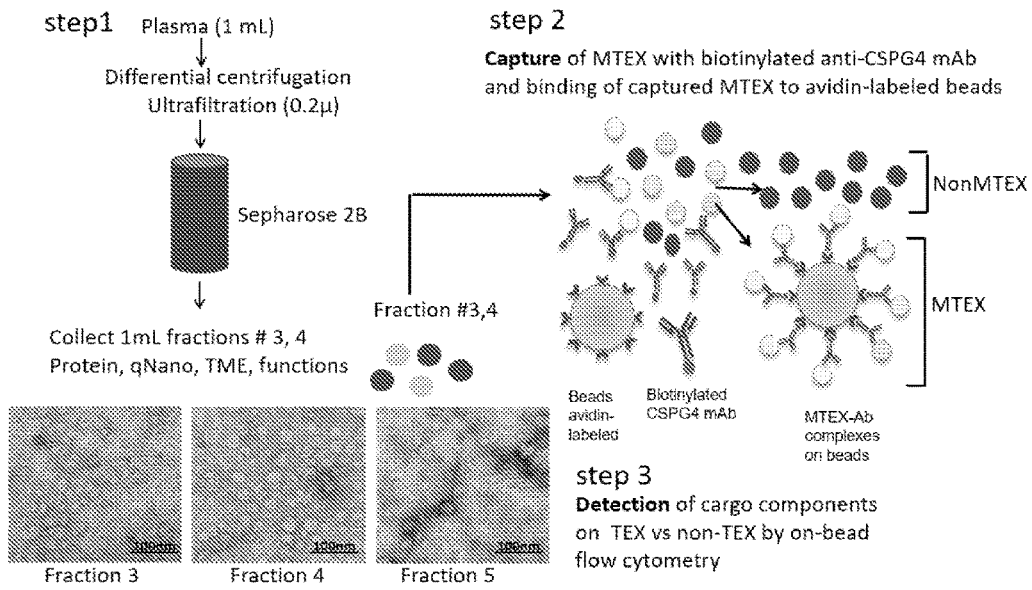 step1
Plasma (1 mL)
Differential centrifugation
Ultrafiltration (0.2µ)
Sepharose 2B
Collect 1mL fractions # 3, 4
Protein, qNano, TME, functions
Fraction #3,4
100nm
100nm
100nm
Fraction 3
Fraction 4
Fraction 5
step 2
Capture of MTEX with biotinylated anti-CSPG4 mAb
and binding of captured MTEX to avidin-labeled beads
NonMTEX
MTEX
Beads
avidin-
labeled
Biotinylated
CSPG4 mAb
MTEX-Ab
complexes
on beads
step 3
Detection of cargo components
on TEX vs non-TEX by on-bead
flow cytometry